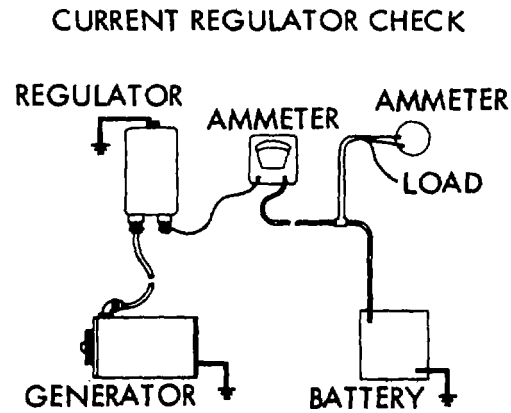 CURRENT REGULATOR CHECK
REGULATOR
AMMETER
AMMETER
LOAD
GENERATOR
BATTERY